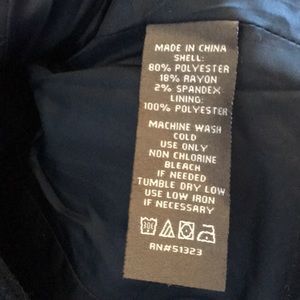 MADE IN CHINA
SHELL:
80% POLYESTER
18% RAYON
2% SPANDEX
LINING:
100% POLYESTER
MACHINE WASH
COLD
USE ONLY
NON CHLORINE
BLEACH
IF NEEDED
TUMBLE DRY LOW
USE LOW IRON
IF NECESSARY
RN#51323